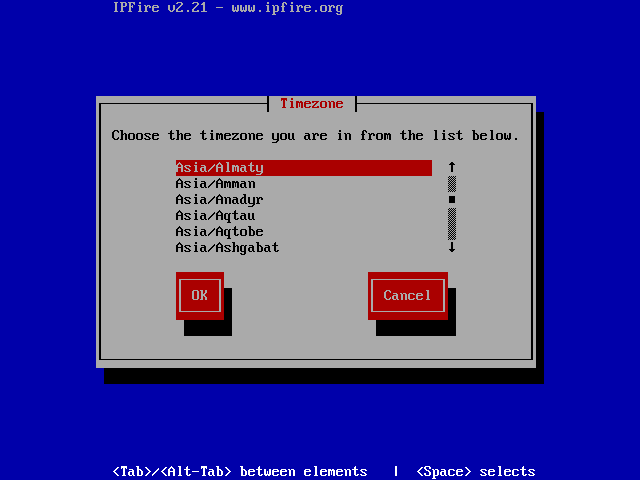 IPFire v2.21 - www.ipfire.org
Timezone
Choose the timezone you are in from the list below.
Asia/Almaty
Asia/Amman
Asia/Anadyr
Asia/Aqtau
Asia/Aqtobe
Asia/Ashgabat
OK
Cancel
<Tab>/<Alt-Tab> between elements | <Space> selects